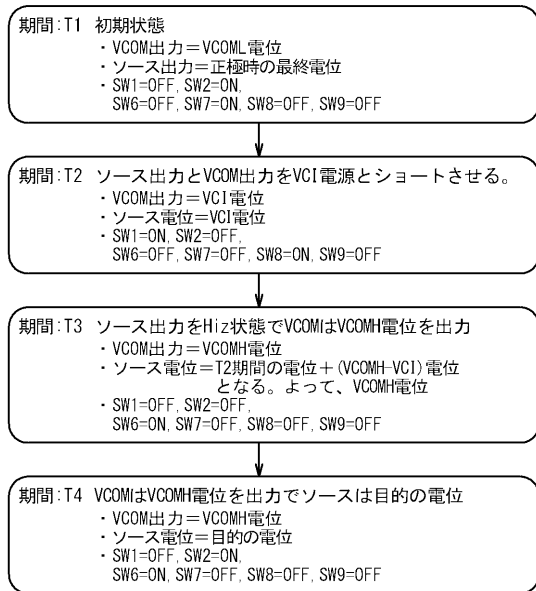 期間:T1 初期状態
・VCOM出力＝VCOML電位
・ソース出力＝正極時の最終電位
・SW1=OFF, SW2=ON,
SW6=OFF, SW7=ON, SW8=OFF, SW9=OFF
期間:T2 ソース出力とVCOM出力をVCI電源とショートさせる。
・VCOM出力＝VCI電位
・ソース電位＝VCI電位
・SW1=ON, SW2=OFF,
SW6=OFF, SW7=OFF, SW8=ON, SW9=OFF
期間:T3 ソース出力をHiz状態でVCOMはVCOMH電位を出力
・VCOM出力＝VCOMH電位
・ソース電位＝T2期間の電位＋(VCOMH-VCI)電位
となる。よって、VCOMH電位
・SW1=OFF, SW2=OFF,
SW6=ON, SW7=OFF, SW8=OFF, SW9=OFF
期間:T4 VCOMはVCOMH電位を出力でソースは目的の電位
・VCOM出力＝VCOMH電位
・ソース電位＝目的の電位
・SW1=OFF, SW2=ON,
SW6=ON, SW7=OFF, SW8=OFF, SW9=OFF